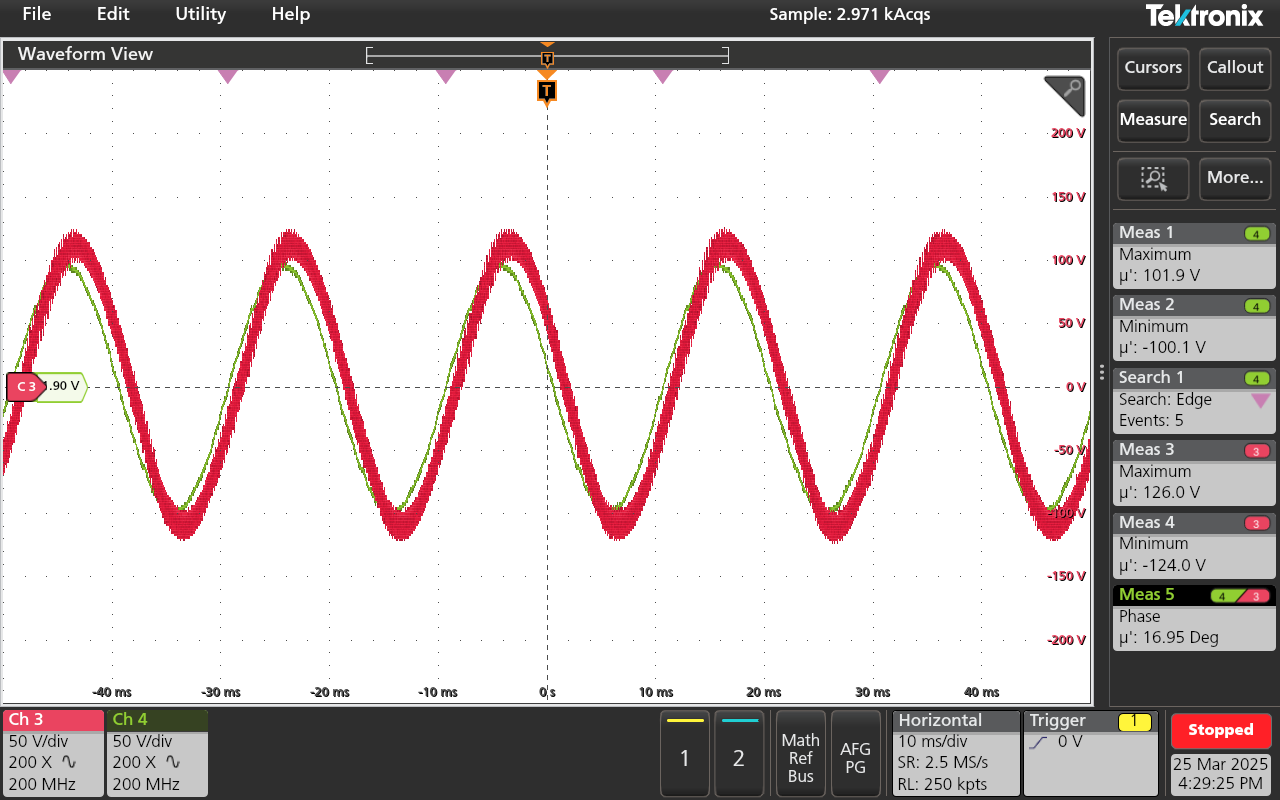 File Edit Utility Help Sample: 2.971 kAcqs Tektronix
Waveform View
T
T
Cursors Callout
Measure Search
More...
200 V
150 V
100 V
50 V
0 V
-50 V
-100 V
-150 V
-200 V
C 3 1.90 V
-40 ms -30 ms -20 ms -10 ms 0 s 10 ms 20 ms 30 ms 40 ms
Meas 1 4
Maximum
µ': 101.9 V
Meas 2 4
Minimum
µ': -100.1 V
Search 1 4
Search: Edge
Events: 5
Meas 3 3
Maximum
µ': 126.0 V
Meas 4 3
Minimum
µ': -124.0 V
Meas 5 4 3
Phase
µ': 16.95 Deg
Ch 3
50 V/div
200 X
200 MHz
Ch 4
50 V/div
200 X
200 MHz
1
2
Math
Ref
Bus
AFG
PG
Horizontal
10 ms/div
SR: 2.5 MS/s
RL: 250 kpts
Trigger 1
0 V
Stopped
25 Mar 2025
4:29:25 PM